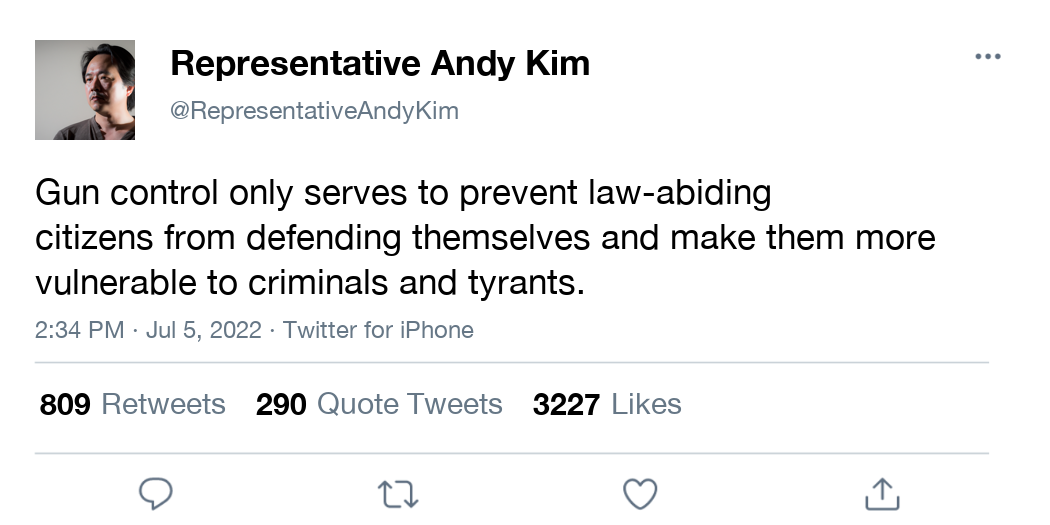 Representative Andy Kim
@RepresentativeAndyKim
Gun control only serves to prevent law-abiding
citizens from defending themselves and make them more
vulnerable to criminals and tyrants.
2:34 PM · Jul 5, 2022 · Twitter for iPhone
809 Retweets 290 Quote Tweets 3227 Likes